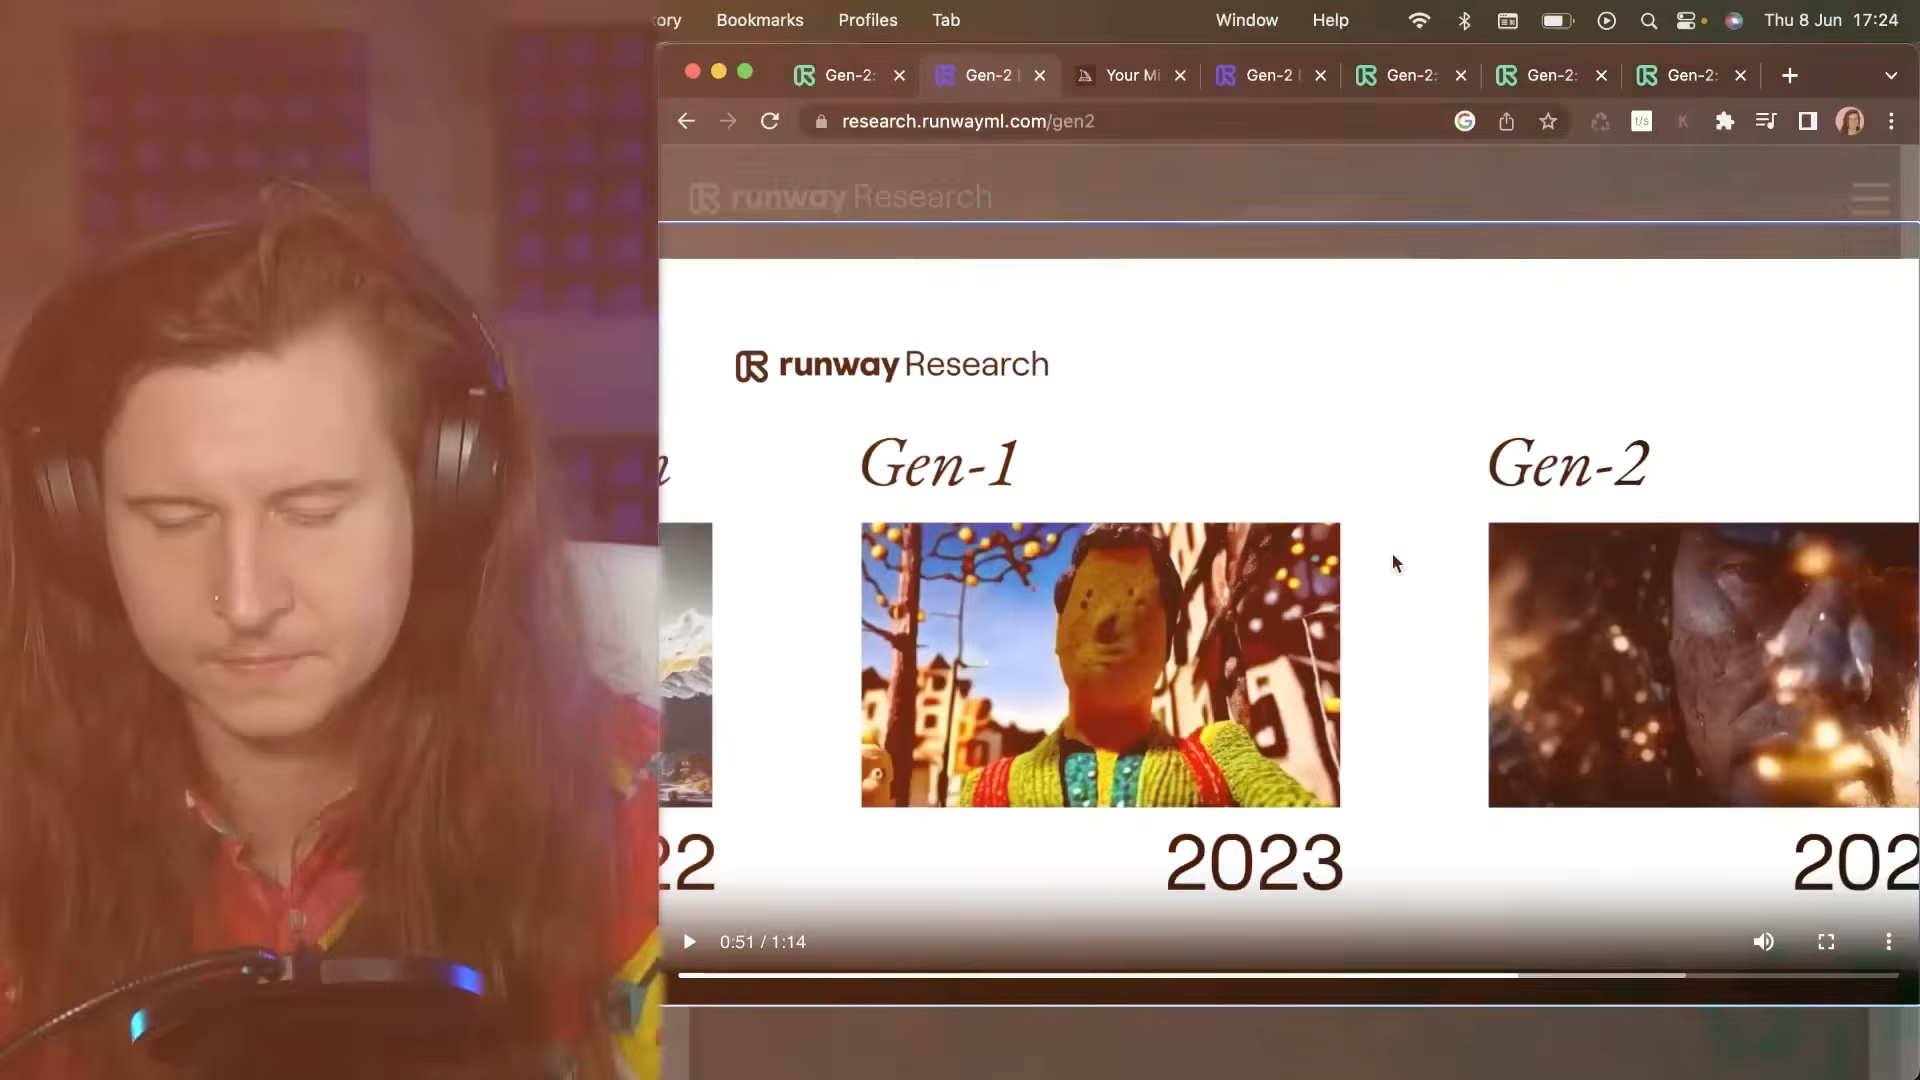 ory Bookmarks Profiles Tab Window Help Thu 8 Jun 17:24
Gen-2: Gen-2 Your Mi Gen-2 Gen-2: Gen-2: Gen-2:
research.runwayml.com/gen2 t/s K
runway Research
runway Research
Gen-1 Gen-2
22 2023 202
0:51 / 1:14